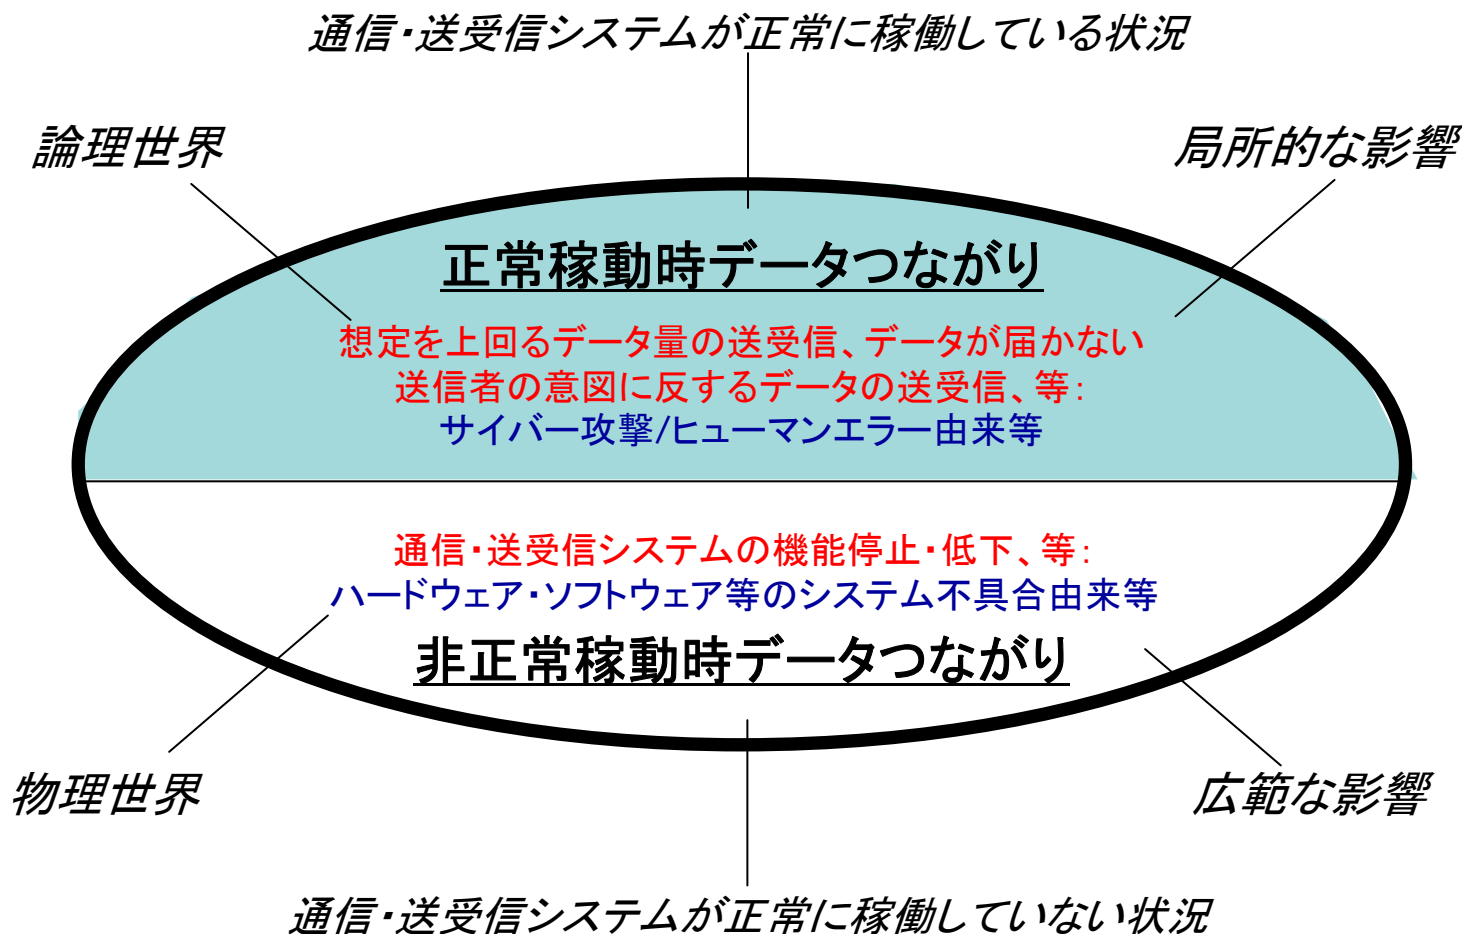 通信・送受信システムが正常に稼働している状況
論理世界
局所的な影響
正常稼動時データつながり
想定を上回るデータ量の送受信、データが届かない
送信者の意図に反するデータの送受信、等：
サイバー攻撃/ヒューマンエラー由来等
通信・送受信システムの機能停止・低下、等：
ハードウェア・ソフトウェア等のシステム不具合由来等
非正常稼動時データつながり
物理世界
広範な影響
通信・送受信システムが正常に稼働していない状況